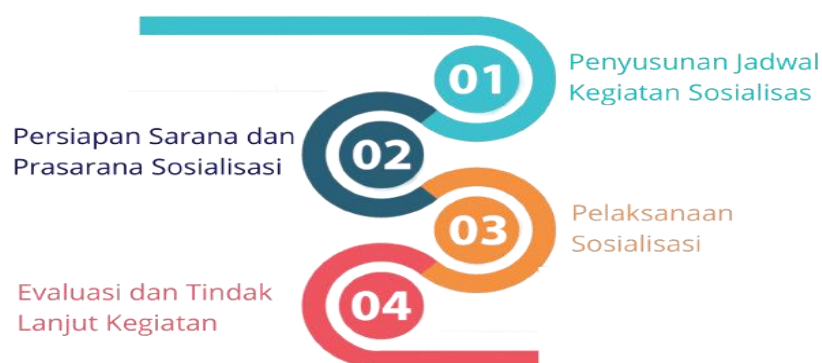 01
Penyusunan Jadwal
Kegiatan Sosialisas
02
Persiapan Sarana dan
Prasarana Sosialisasi
03
Pelaksanaan
Sosialisasi
04
Evaluasi dan Tindak
Lanjut Kegiatan